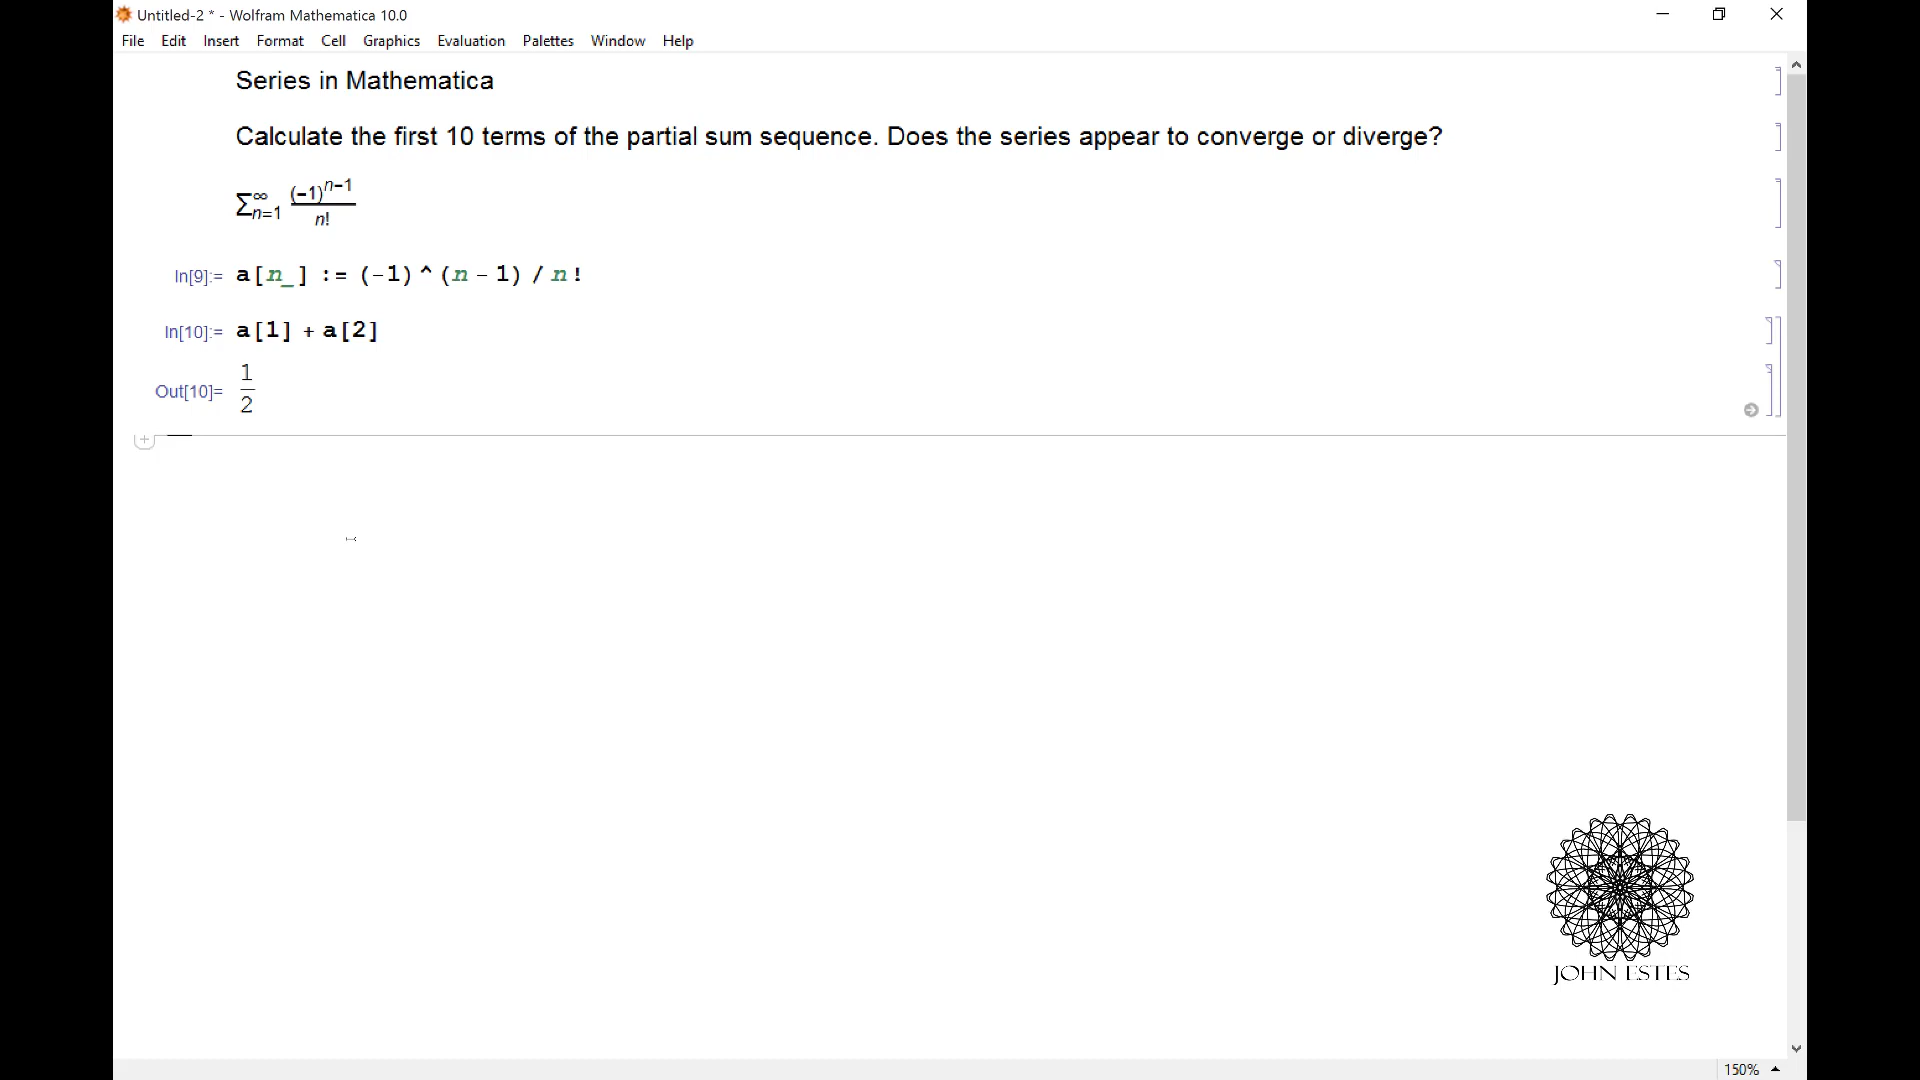 Untitled-2 * - Wolfram Mathematica 10.0
File Edit Insert Format Cell Graphics Evaluation Palettes Window Help
Series in Mathematica
Calculate the first 10 terms of the partial sum sequence. Does the series appear to converge or diverge?
∑_{n=1}^{∞} (-1)^{n-1}/n!
In[9]:= a[n_] := (-1)^(n - 1) / n!
In[10]:= a[1] + a[2]
Out[10]= 1/2
JOHN ESTES
150%